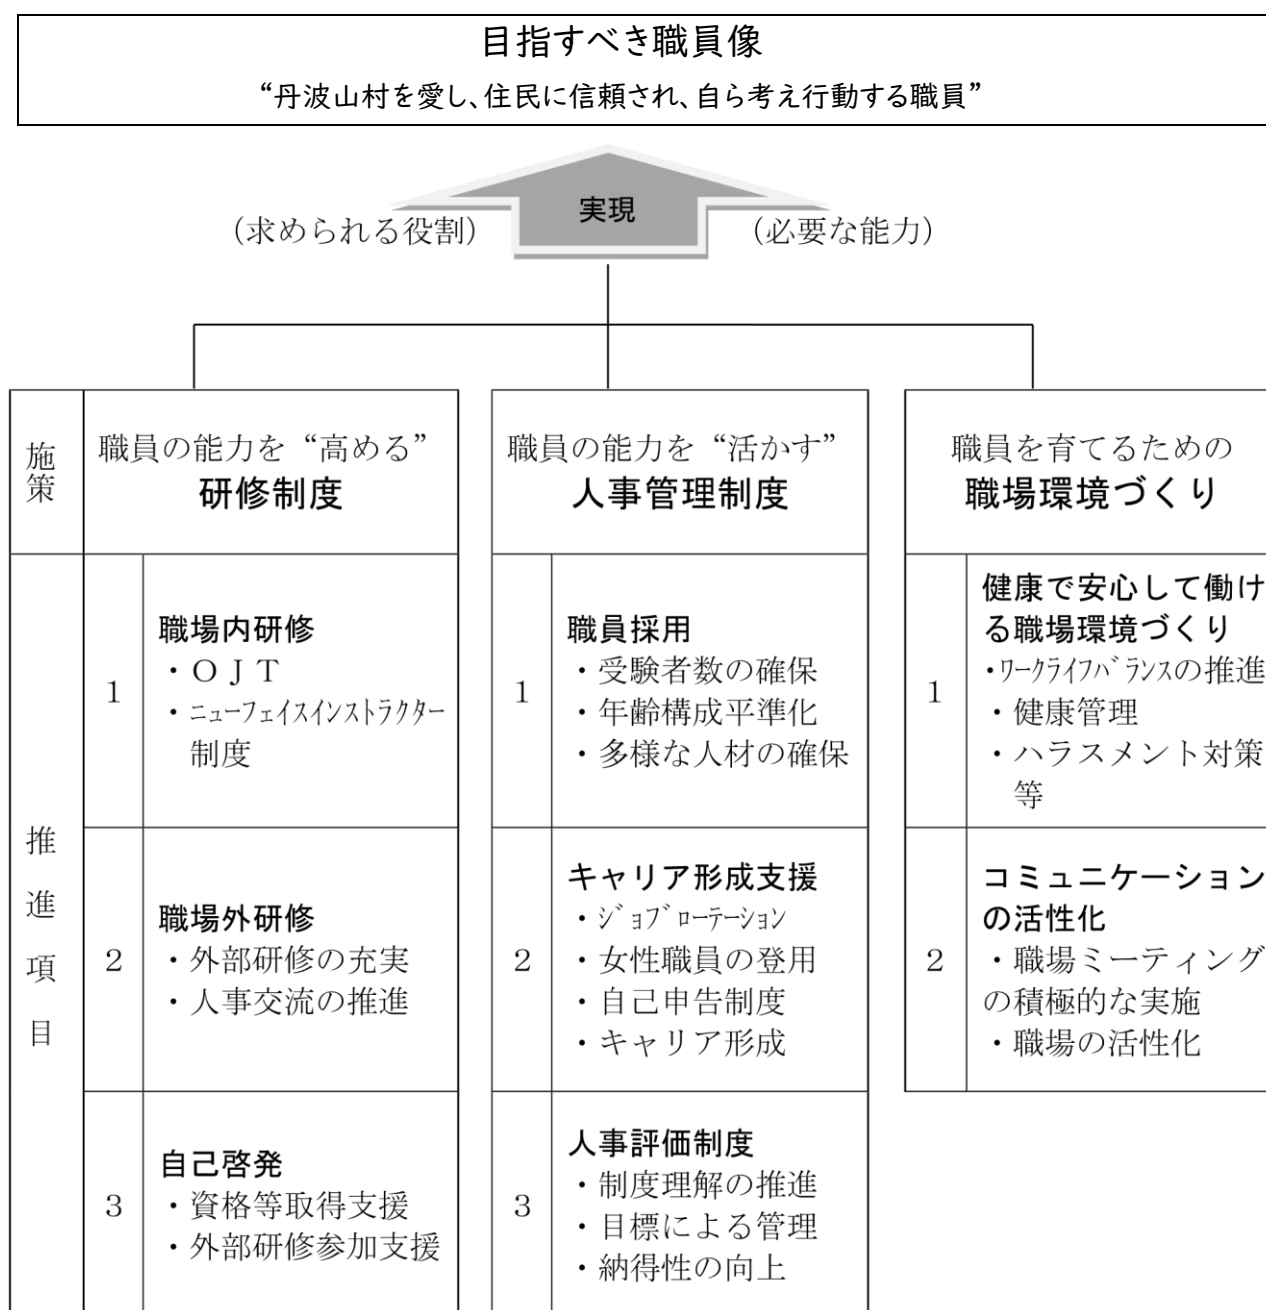 目指すべき職員像
“丹波山村を愛し、住民に信頼され、自ら考え行動する職員”
実現
（求められる役割）
（必要な能力）
施策
職員の能力を“高める”
研修制度
職員の能力を“活かす”
人事管理制度
職員を育てるための
職場環境づくり
推進項目
1
職場内研修
・ＯＪＴ
・ﾆｭｰﾌｪｲｽｲﾝｽﾄﾗｸﾀｰ
制度
2
職場外研修
・外部研修の充実
・人事交流の推進
3
自己啓発
・資格等取得支援
・外部研修参加支援
1
職員採用
・受験者数の確保
・年齢構成平準化
・多様な人材の確保
2
キャリア形成支援
・ｼﾞｮﾌﾞﾛｰﾃｰｼｮﾝ
・女性職員の登用
・自己申告制度
・キャリア形成
3
人事評価制度
・制度理解の推進
・目標による管理
・納得性の向上
1
健康で安心して働け
る職場環境づくり
・ﾜｰｸﾗｲﾌﾊﾞﾗﾝｽの推進
・健康管理
・ハラスメント対策
等
2
コミュニケーション
の活性化
・職場ミーティング
の積極的な実施
・職場の活性化